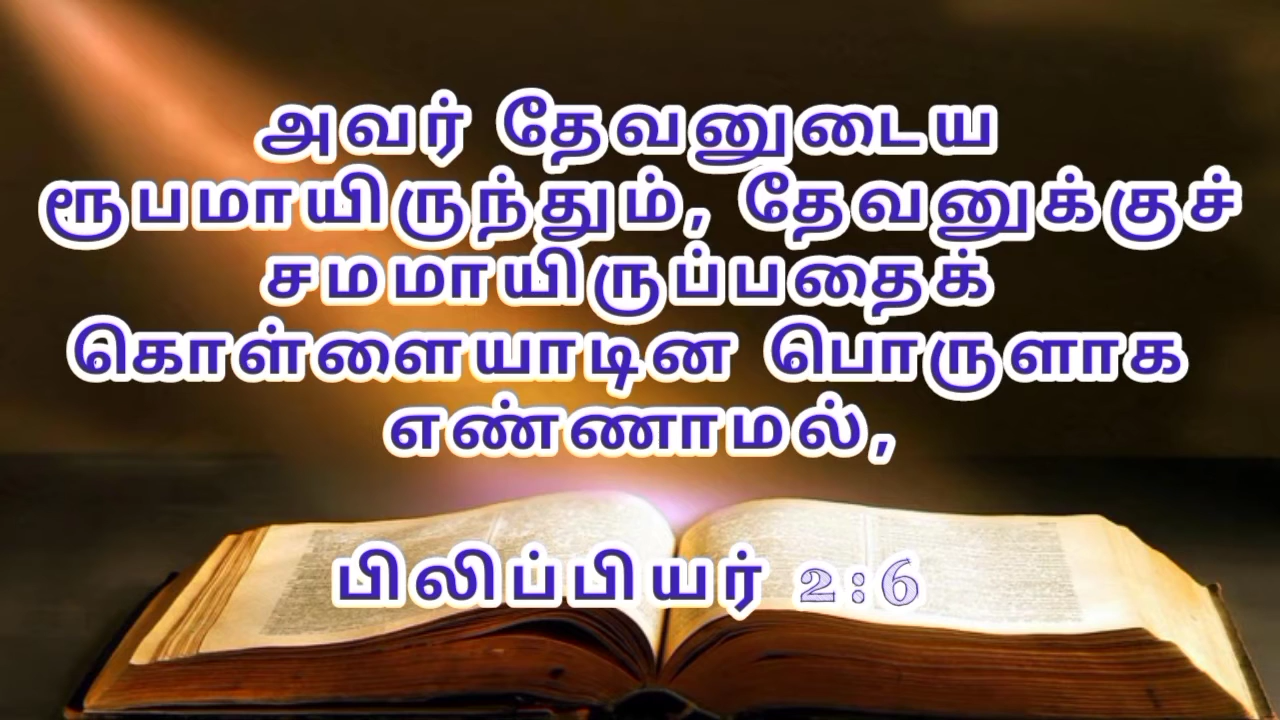 அவர் தேவனுடைய
ரூபமாயிருந்தும், தேவனுக்குச்
சமமாயிருப்பதைக்
கொள்ளையாடின பொருளாக
எண்ணாமல்,
பிலிப்பியர் 2:6